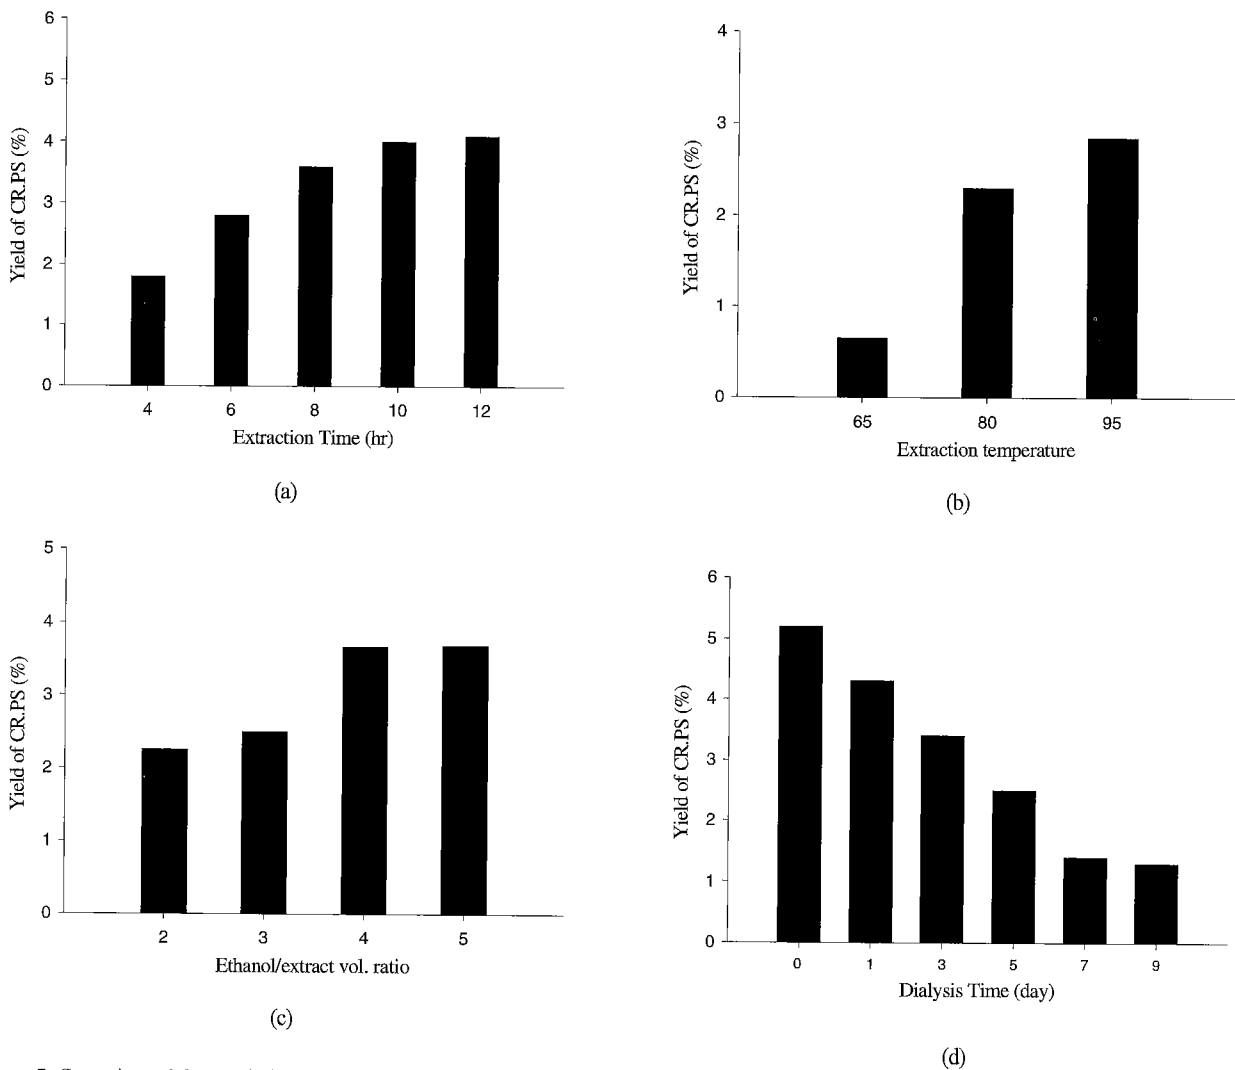 6
5
4
3
2
1
0
Yield of CR.PS (%)
4 6 8 10 12
Extraction Time (hr)
(a)
4
3
2
1
0
Yield of CR.PS (%)
65 80 95
Extraction temperature
(b)
5
4
3
2
1
0
Yield of CR.PS (%)
2 3 4 5
Ethanol/extract vol. ratio
(c)
6
5
4
3
2
1
0
Yield of CR.PS (%)
0 1 3 5 7 9
Dialysis Time (day)
(d)